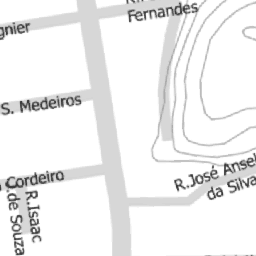 Fernandes
gnier
S. Medeiros
Cordeiro
R.José Ansel
da Silva
R.Isaac
de Souza